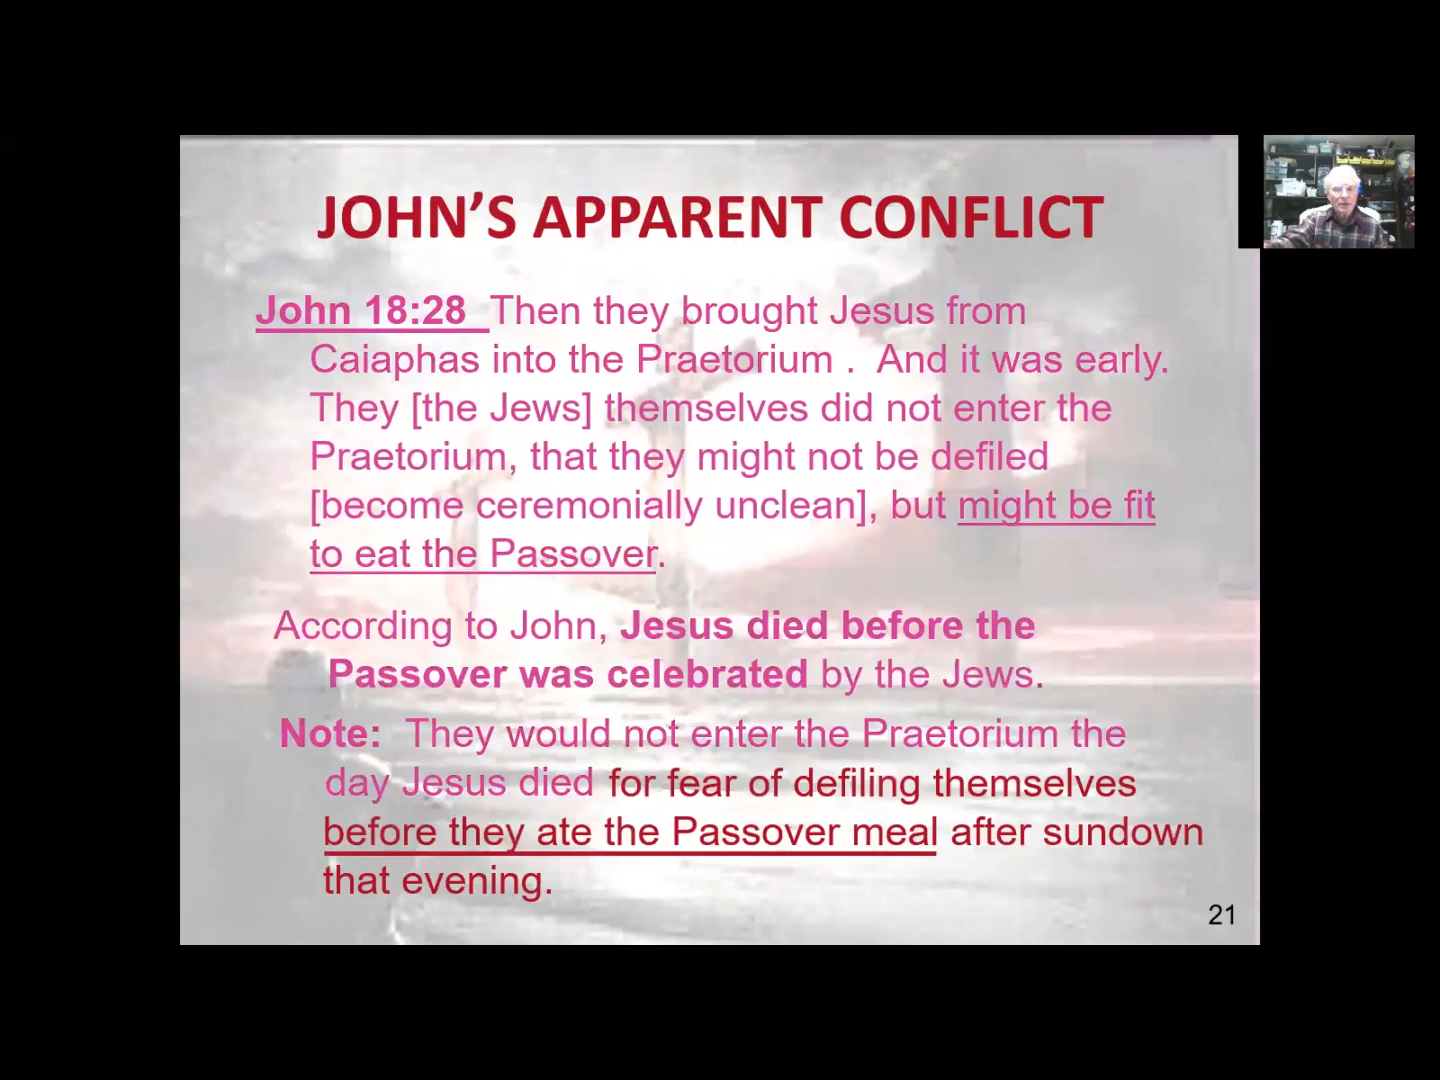 JOHN’S APPARENT CONFLICT
John 18:28 Then they brought Jesus from
Caiaphas into the Praetorium . And it was early.
They [the Jews] themselves did not enter the
Praetorium, that they might not be defiled
[become ceremonially unclean], but might be fit
to eat the Passover.
According to John, Jesus died before the
Passover was celebrated by the Jews.
Note: They would not enter the Praetorium the
day Jesus died for fear of defiling themselves
before they ate the Passover meal after sundown
that evening.
21